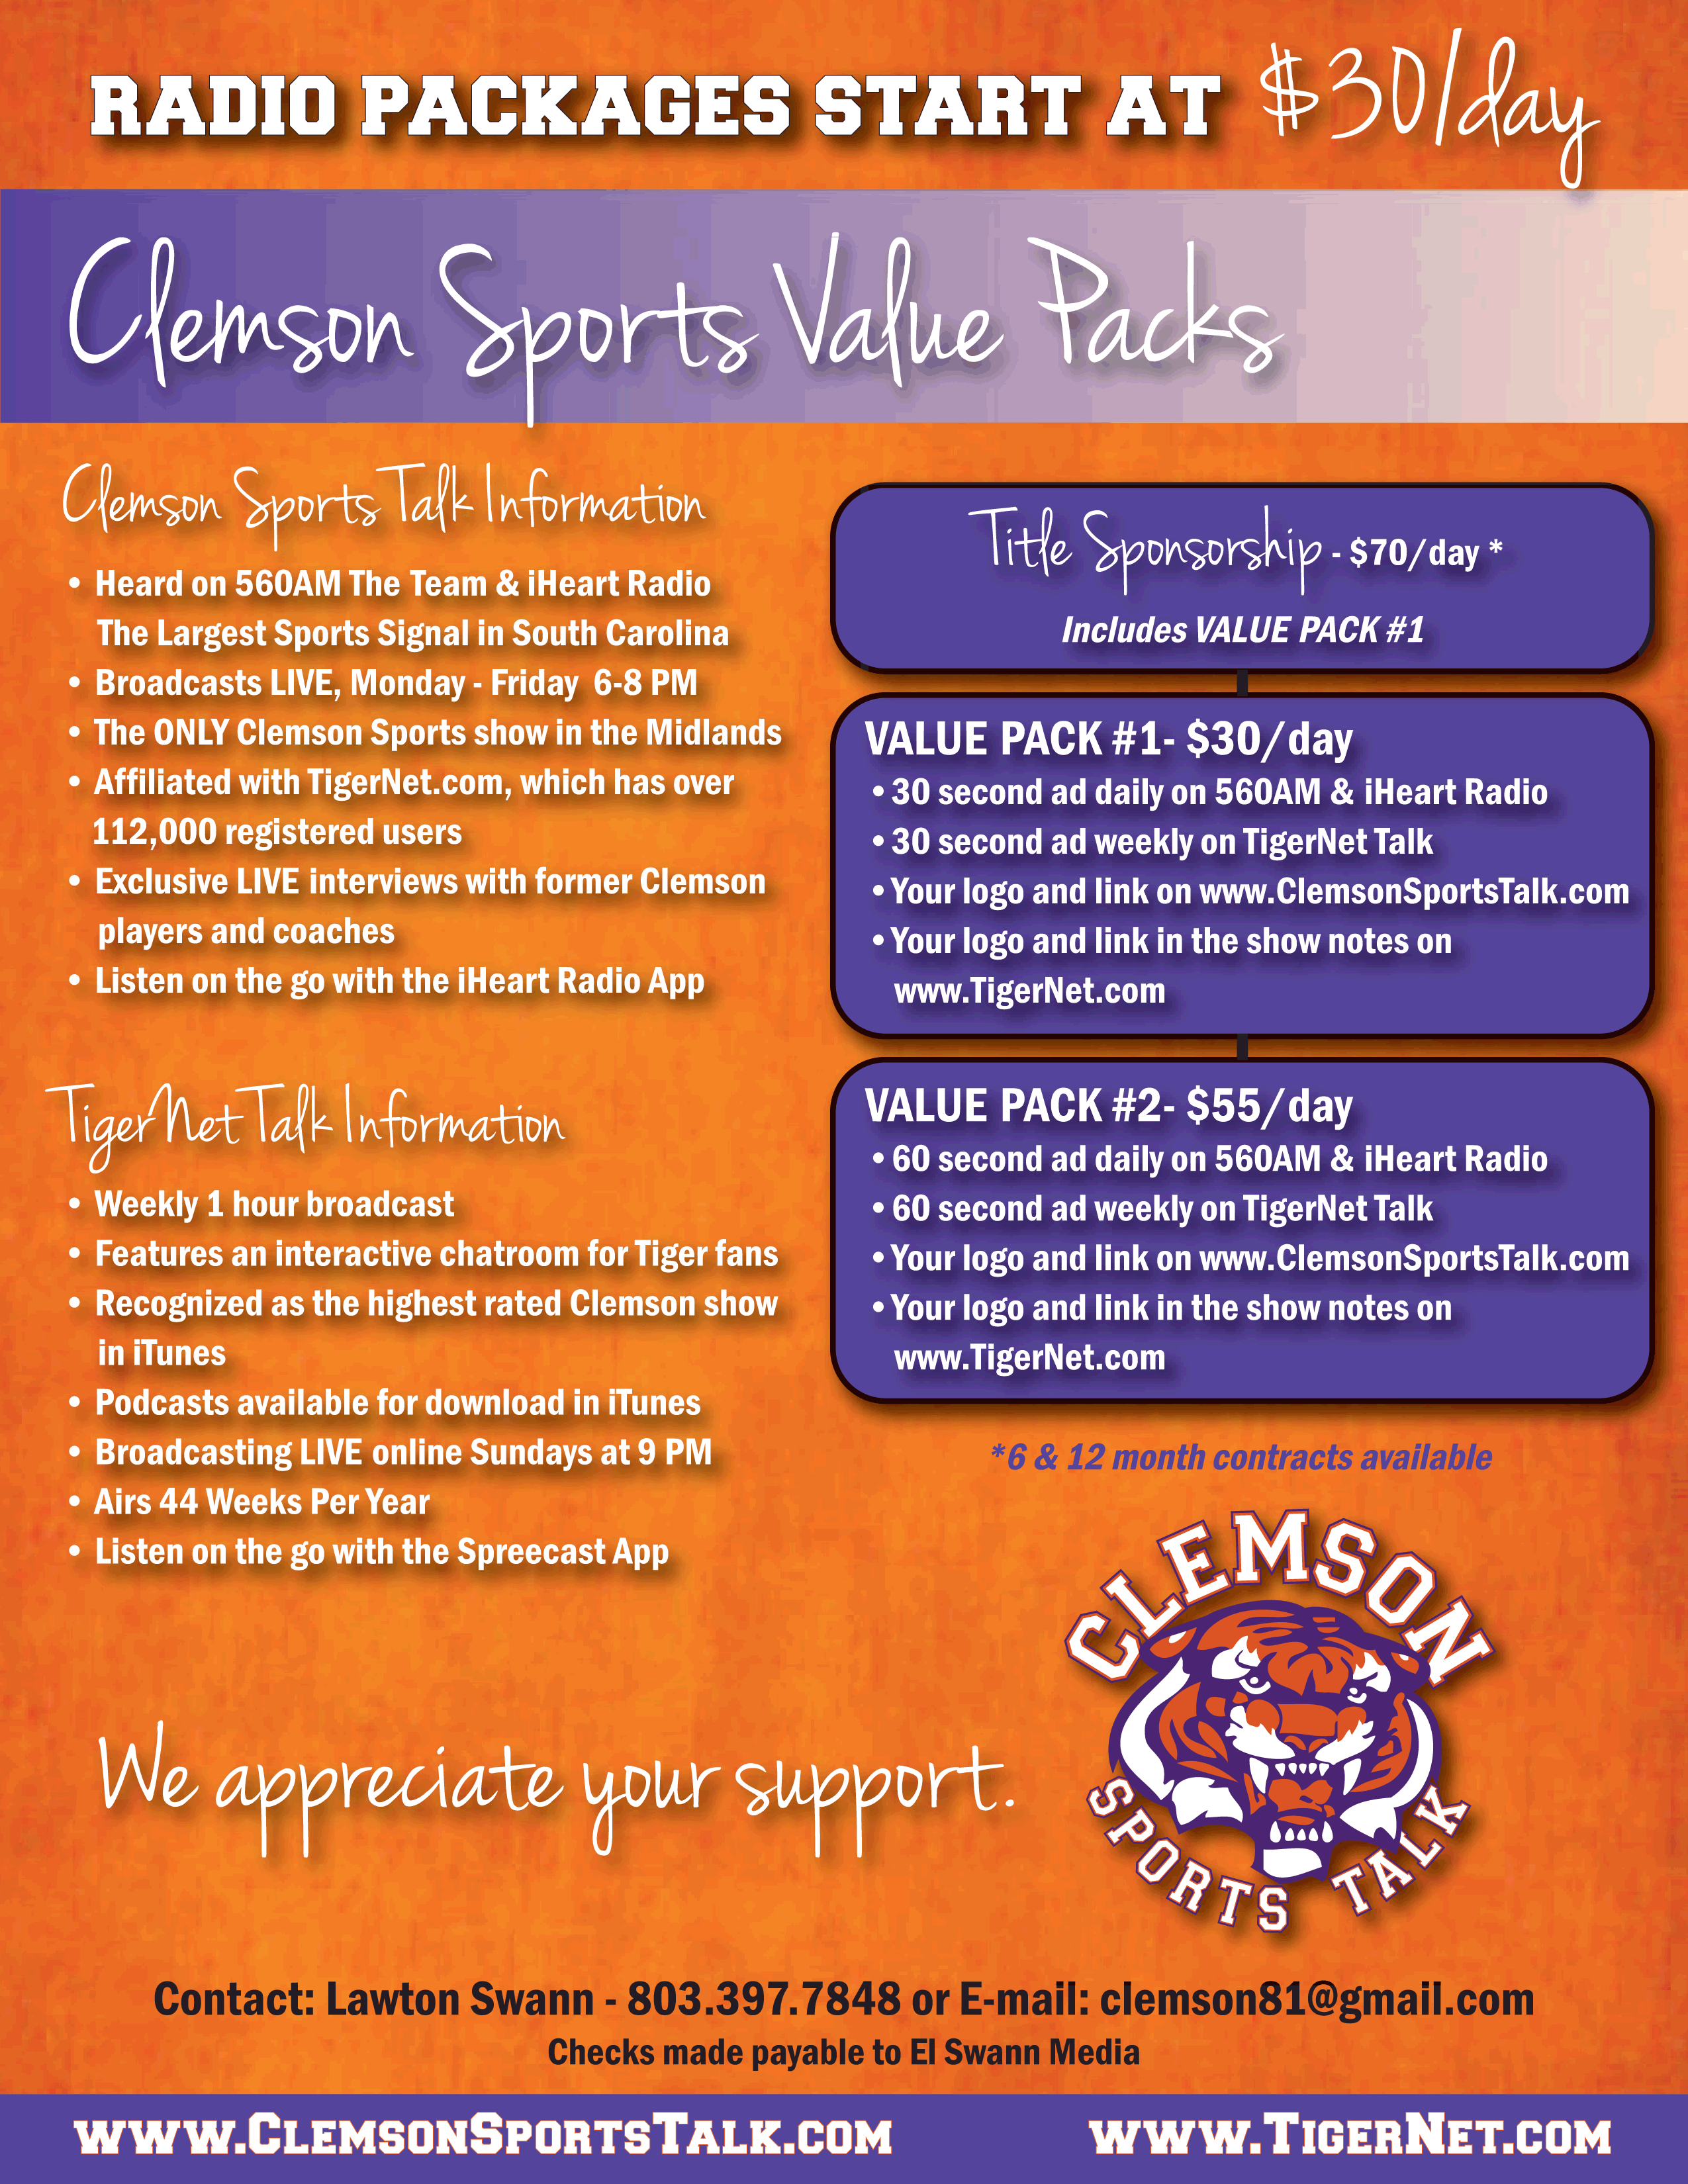 RADIO PACKAGES START AT $30/day
Clemson Sports Value Packs
Clemson Sports Talk Information
• Heard on 560AM The Team & iHeart Radio
The Largest Sports Signal in South Carolina
• Broadcasts LIVE, Monday - Friday 6-8 PM
• The ONLY Clemson Sports show in the Midlands
• Affiliated with TigerNet.com, which has over
112,000 registered users
• Exclusive LIVE interviews with former Clemson
players and coaches
• Listen on the go with the iHeart Radio App
TigerNet Talk Information
• Weekly 1 hour broadcast
• Features an interactive chatroom for Tiger fans
• Recognized as the highest rated Clemson show
in iTunes
• Podcasts available for download in iTunes
• Broadcasting LIVE online Sundays at 9 PM
• Airs 44 Weeks Per Year
• Listen on the go with the Spreecast App
Title Sponsorship - $70/day *
Includes VALUE PACK #1
VALUE PACK #1- $30/day
• 30 second ad daily on 560AM & iHeart Radio
• 30 second ad weekly on TigerNet Talk
• Your logo and link on www.ClemsonSportsTalk.com
• Your logo and link in the show notes on
www.TigerNet.com
VALUE PACK #2- $55/day
• 60 second ad daily on 560AM & iHeart Radio
• 60 second ad weekly on TigerNet Talk
• Your logo and link on www.ClemsonSportsTalk.com
• Your logo and link in the show notes on
www.TigerNet.com
*6 & 12 month contracts available
CLEMSON
SPORTS TALK
We appreciate your support.
Contact: Lawton Swann - 803.397.7848 or E-mail: clemson81@gmail.com
Checks made payable to El Swann Media
www.ClemsonSportsTalk.com www.TigerNet.com